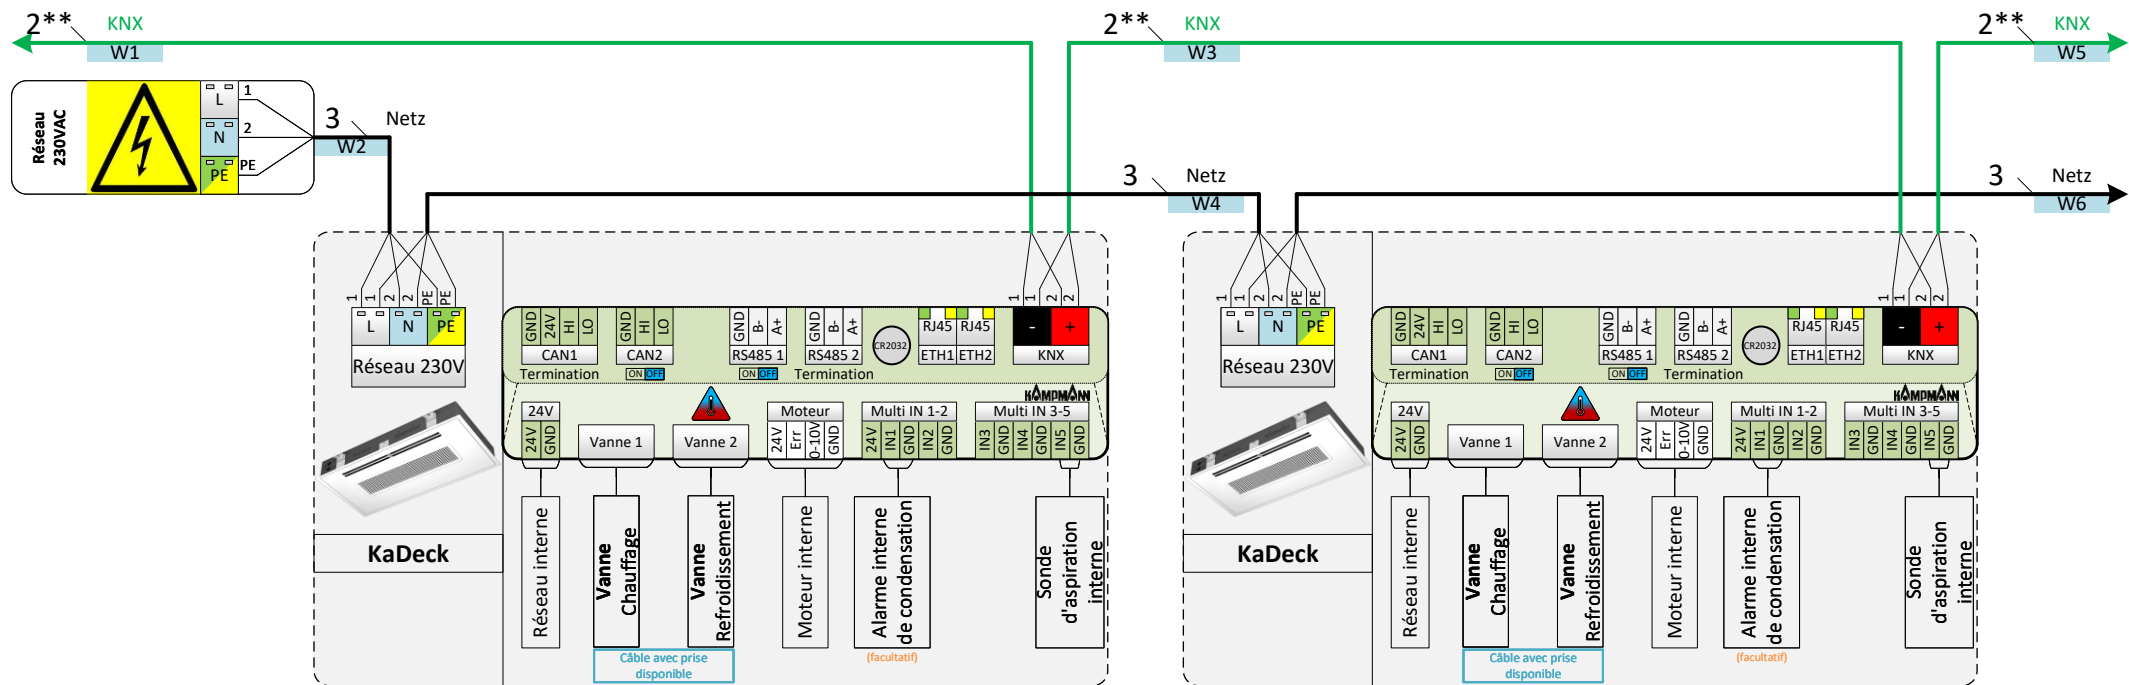 2** KNX
W1
2** KNX
W3
2** KNX
W5
Réseau
230VAC
L 1
N 2
PE PE
3 Netz
W2
3 Netz
W4
3 Netz
W6
1 1 2 2 PE PE
L N PE
Réseau 230V
KaDeck
1 1 2 2
GND 24V HI LO
CAN1
GND HI LO
CAN2
GND B- A+
RS485 1
GND B- A+
RS485 2
CR2032
RJ45 RJ45
ETH1 ETH2
- +
KNX
Termination
ON OFF
ON OFF
Termination
KAMPMANN
24V
24V GND
Vanne 1
Vanne 2
Moteur
24V Err 0-10V GND
Multi IN 1-2
24V IN1 GND IN2 GND
Multi IN 3-5
IN3 GND IN4 GND IN5 GND
Réseau interne
Vanne
Chauffage
Vanne
Refroidissement
Moteur interne
Alarme interne
de condensation
Sonde
d'aspiration
interne
Câble avec prise
disponible
(facultatif)
1 1 2 2 PE PE
L N PE
Réseau 230V
KaDeck
1 1 2 2
GND 24V HI LO
CAN1
GND HI LO
CAN2
GND B- A+
RS485 1
GND B- A+
RS485 2
CR2032
RJ45 RJ45
ETH1 ETH2
- +
KNX
Termination
ON OFF
ON OFF
Termination
KAMPMANN
24V
24V GND
Vanne 1
Vanne 2
Moteur
24V Err 0-10V GND
Multi IN 1-2
24V IN1 GND IN2 GND
Multi IN 3-5
IN3 GND IN4 GND IN5 GND
Réseau interne
Vanne
Chauffage
Vanne
Refroidissement
Moteur interne
Alarme interne
de condensation
Sonde
d'aspiration
interne
Câble avec prise
disponible
(facultatif)